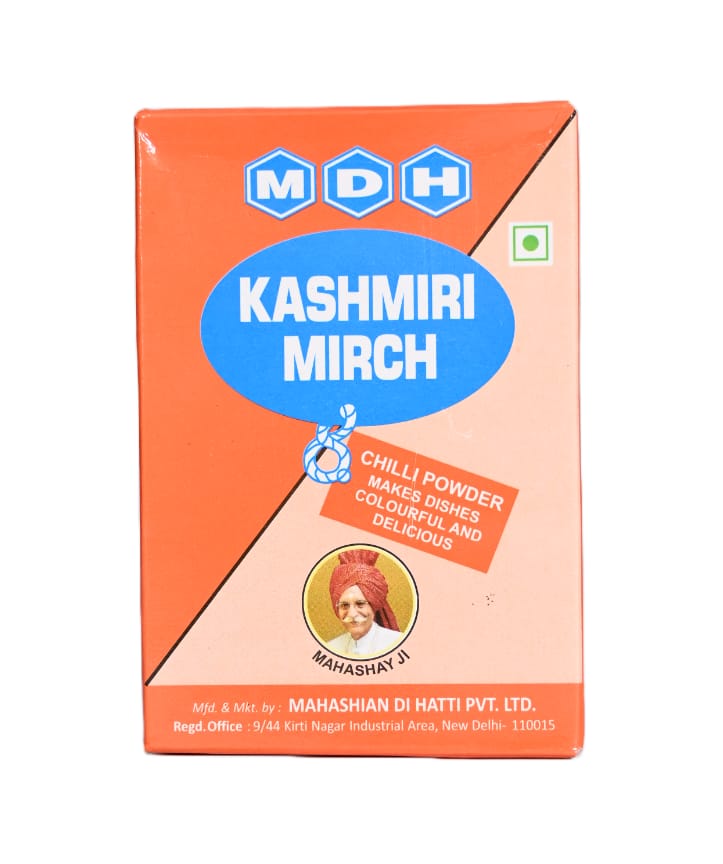 MDH
KASHMIRI
MIRCH
CHILLI POWDER
MAKES DISHES
COLOURFUL AND
DELICIOUS
MAHASHAY JI
Mfd. & Mkt. by : MAHASHIAN DI HATTI PVT. LTD.
Regd. Office : 9/44 Kirti Nagar Industrial Area, New Delhi- 110015